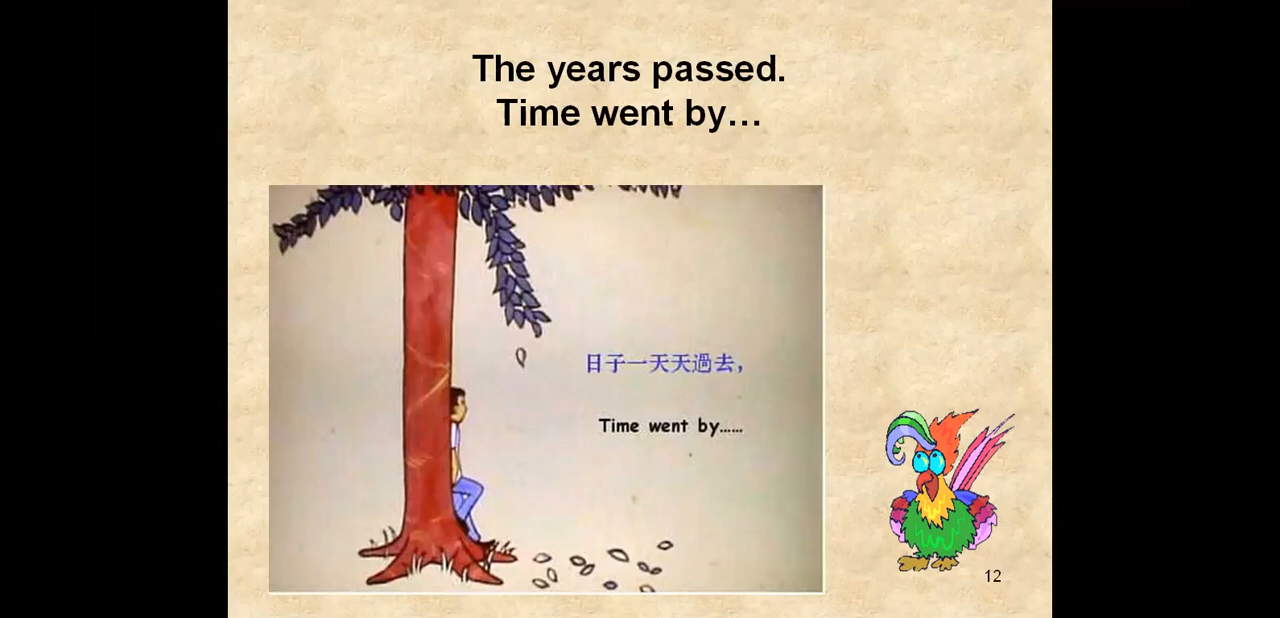 The years passed.
Time went by…
日子一天天過去，
Time went by......
12